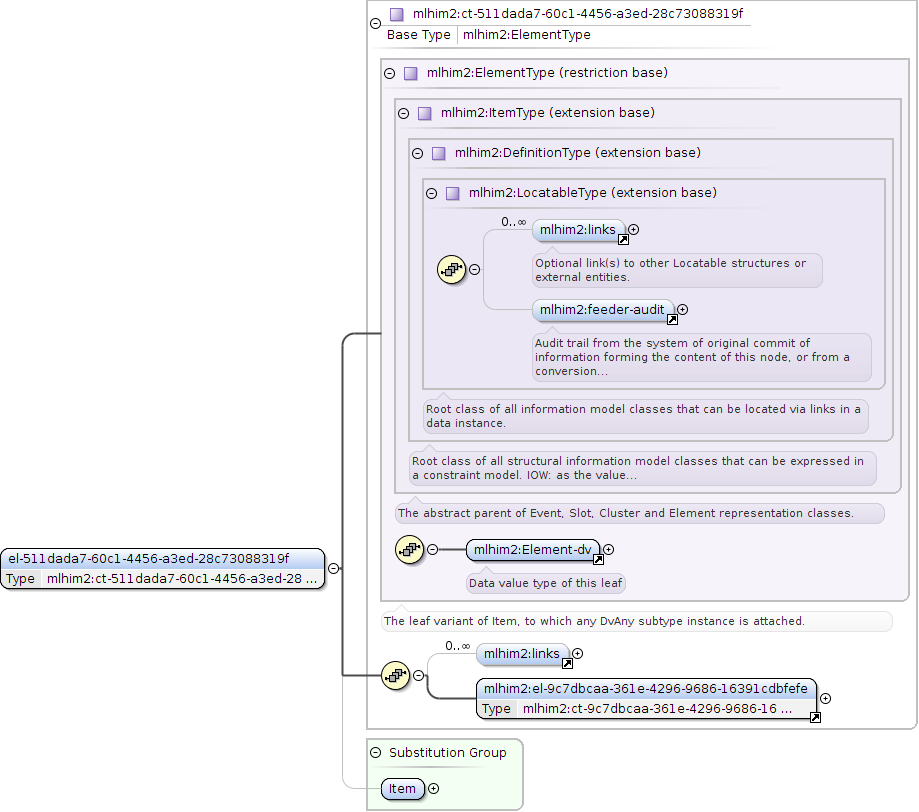 mlhim2:ct-511dada7-60c1-4456-a3ed-28c73088319f
Base Type mlhim2:ElementType
mlhim2:ElementType (restriction base)
mlhim2:ItemType (extension base)
mlhim2:DefinitionType (extension base)
mlhim2:LocatableType (extension base)
0..∞
mlhim2:links
Optional link(s) to other Locatable structures or
external entities.
mlhim2:feeder-audit
Audit trail from the system of original commit of
information forming the content of this node, or from a
conversion...
Root class of all information model classes that can be located via links in a
data instance.
Root class of all structural information model classes that can be expressed in
a constraint model. IOW: as the value...
The abstract parent of Event, Slot, Cluster and Element representation classes.
mlhim2:Element-dv
Data value type of this leaf
el-511dada7-60c1-4456-a3ed-28c73088319f
Type mlhim2:ct-511dada7-60c1-4456-a3ed-28 ...
The leaf variant of Item, to which any DvAny subtype instance is attached.
0..∞
mlhim2:links
mlhim2:el-9c7dbcaa-361e-4296-9686-16391cdbfefe
Type mlhim2:ct-9c7dbcaa-361e-4296-9686-16 ...
Substitution Group
Item